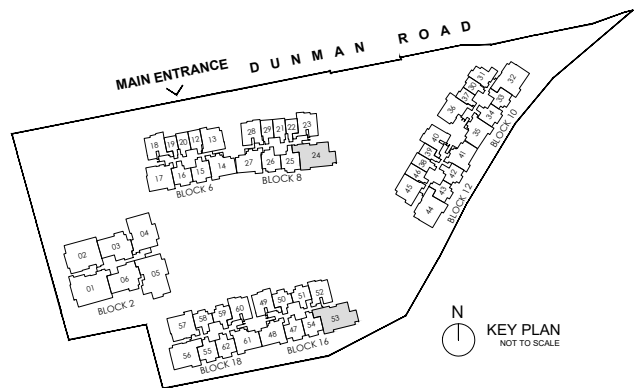 DUNMAN ROAD
MAIN ENTRANCE
18 19 20 12 13
28 29 21 22 23
17 16 15 14 27 26 25 24
BLOCK 6
BLOCK 8
31
30
37
32
33
36
34
35
BLOCK 10
40
39
38
46
45
41
42
43
44
BLOCK 12
02 03 04
01 06 05
BLOCK 2
57 58 59 60 49 50 51 52
56 55 62 61 48 47 54 53
BLOCK 18
BLOCK 16
N
KEY PLAN
NOT TO SCALE